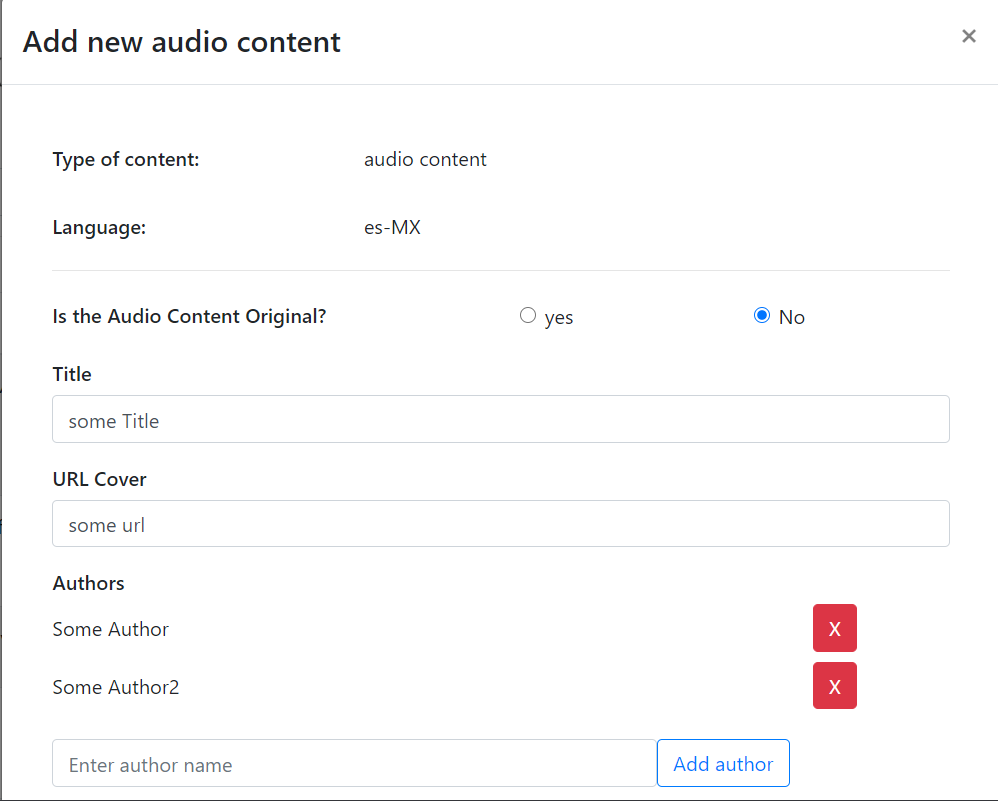 Add new audio content ×
Type of content: audio content
Language: es-MX
Is the Audio Content Original? yes No
Title
some Title
URL Cover
some url
Authors
Some Author X
Some Author2 X
Enter author name Add author